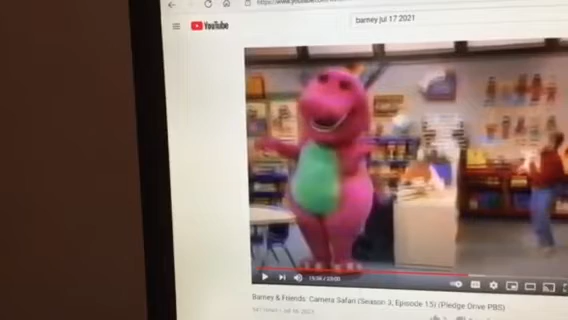 YouTube
barney jul 17 2021
Barney & Friends: Camera Safari (Season 3, Episode 15) (Pledge Drive PBS)